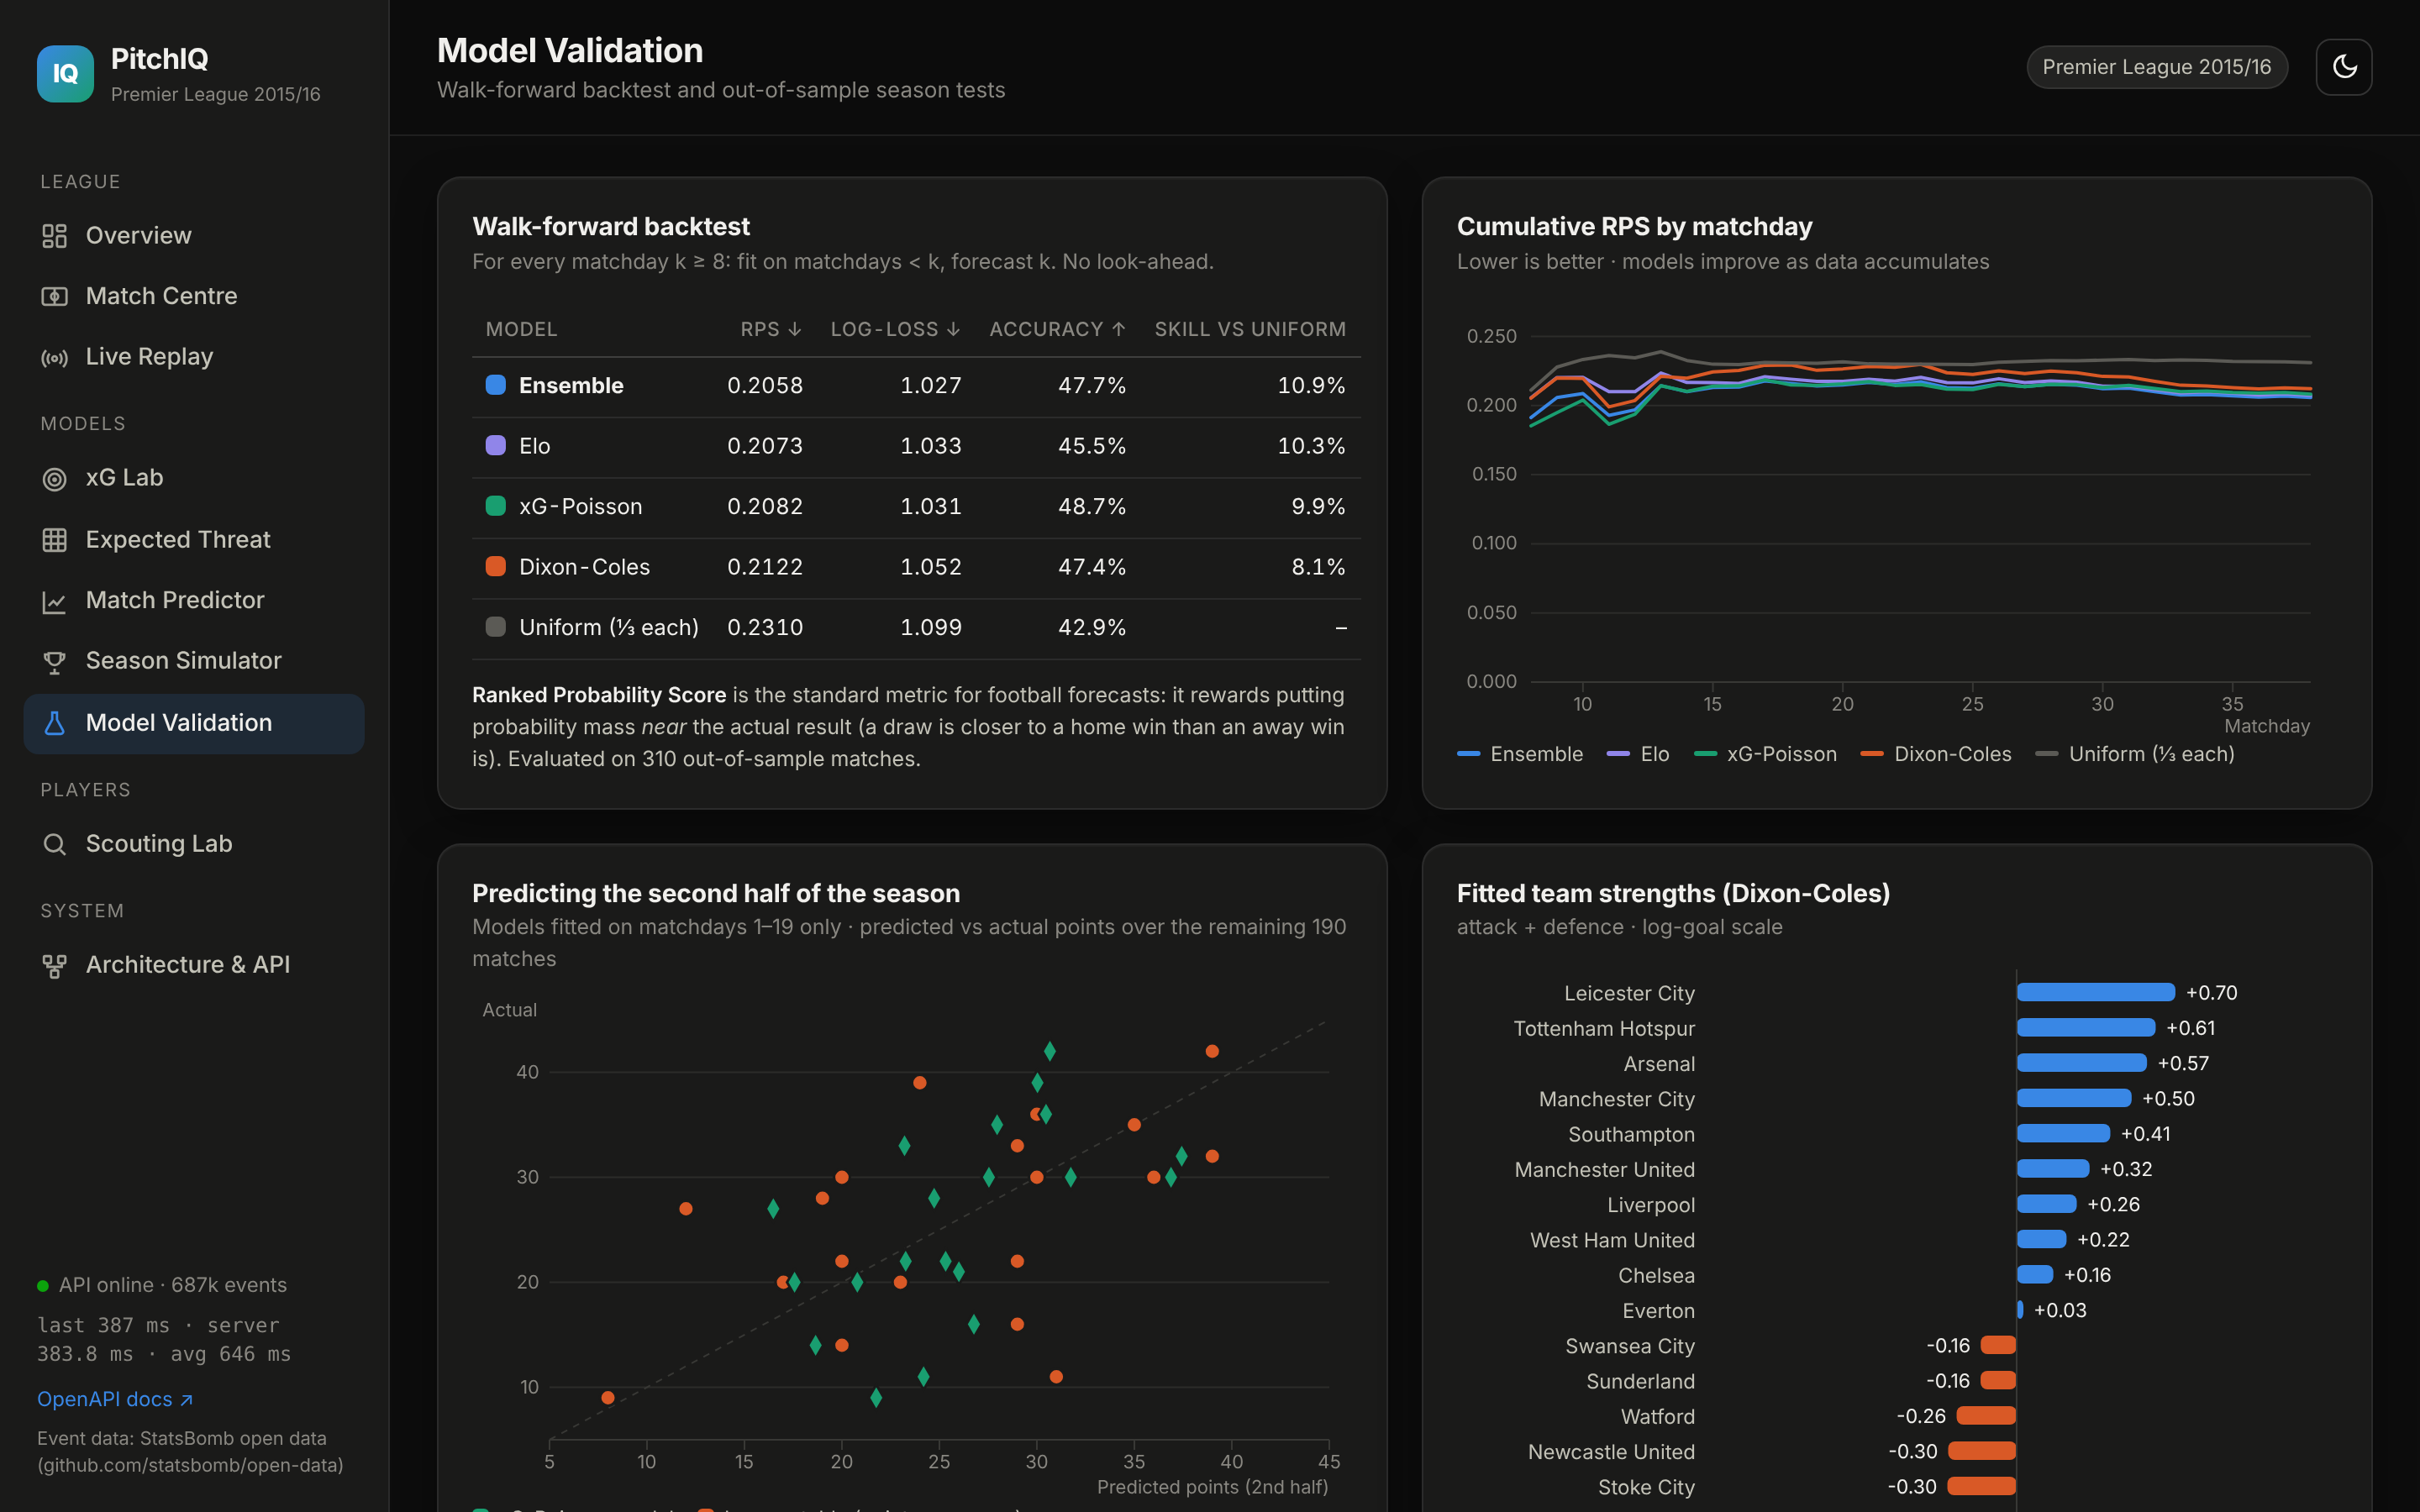 IQ
PitchIQ
Premier League 2015/16
LEAGUE
Overview
Match Centre
Live Replay
MODELS
xG Lab
Expected Threat
Match Predictor
Season Simulator
Model Validation
PLAYERS
Scouting Lab
SYSTEM
Architecture & API
API online · 687k events
last 387 ms · server
383.8 ms · avg 646 ms
OpenAPI docs ↗
Event data: StatsBomb open data
(github.com/statsbomb/open-data)
Model Validation
Walk-forward backtest and out-of-sample season tests
Premier League 2015/16
Walk-forward backtest
For every matchday k ≥ 8: fit on matchdays < k, forecast k. No look-ahead.
MODEL RPS ↓ LOG-LOSS ↓ ACCURACY ↑ SKILL VS UNIFORM
Ensemble 0.2058 1.027 47.7% 10.9%
Elo 0.2073 1.033 45.5% 10.3%
xG-Poisson 0.2082 1.031 48.7% 9.9%
Dixon-Coles 0.2122 1.052 47.4% 8.1%
Uniform (⅓ each) 0.2310 1.099 42.9% –
Ranked Probability Score is the standard metric for football forecasts: it rewards putting
probability mass near the actual result (a draw is closer to a home win than an away win
is). Evaluated on 310 out-of-sample matches.
Cumulative RPS by matchday
Lower is better · models improve as data accumulates
0.250
0.200
0.150
0.100
0.050
0.000
10 15 20 25 30 35
Matchday
Ensemble Elo xG-Poisson Dixon-Coles Uniform (⅓ each)
Predicting the second half of the season
Models fitted on matchdays 1–19 only · predicted vs actual points over the remaining 190
matches
Actual
40
30
20
10
5 10 15 20 25 30 35 40 45
Predicted points (2nd half)
Fitted team strengths (Dixon-Coles)
attack + defence · log-goal scale
Leicester City +0.70
Tottenham Hotspur +0.61
Arsenal +0.57
Manchester City +0.50
Southampton +0.41
Manchester United +0.32
Liverpool +0.26
West Ham United +0.22
Chelsea +0.16
Everton +0.03
Swansea City -0.16
Sunderland -0.16
Watford -0.26
Newcastle United -0.30
Stoke City -0.30